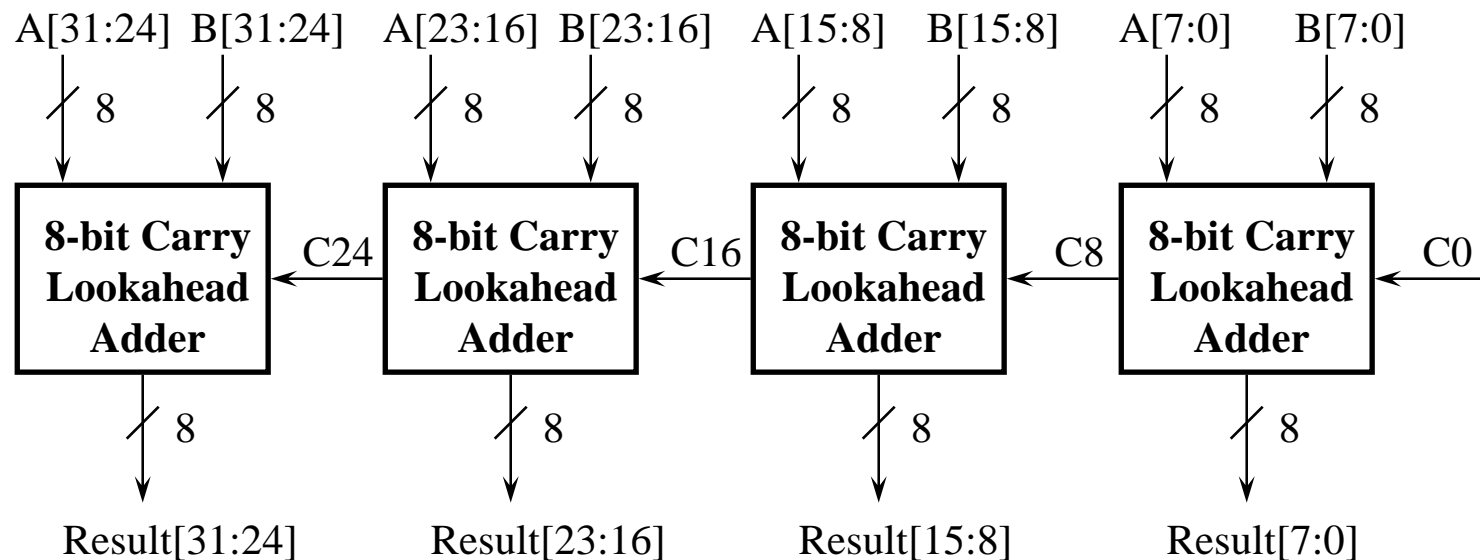 A[31:24] B[31:24] A[23:16] B[23:16] A[15:8] B[15:8] A[7:0] B[7:0]
8 8 8 8 8 8 8 8
8-bit Carry
Lookahead
Adder
C24
8-bit Carry
Lookahead
Adder
C16
8-bit Carry
Lookahead
Adder
C8
8-bit Carry
Lookahead
Adder
C0
8 8 8 8
Result[31:24] Result[23:16] Result[15:8] Result[7:0]